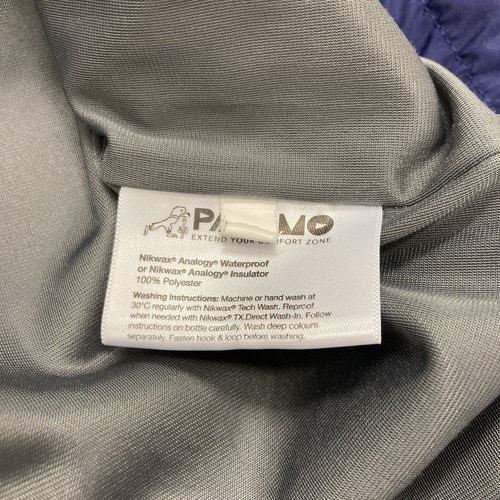 PA MO
EXTEND YOUR COMFORT ZONE
Nikwax® Analogy® Waterproof
or Nikwax® Analogy® Insulator
100% Polyester
Washing Instructions: Machine or hand wash at
30°C regularly with Nikwax® Tech Wash. Reproof
when needed with Nikwax® TX.Direct Wash-In. Follow
instructions on bottle carefully. Wash deep colours
separately. Fasten hook & loop before washing.